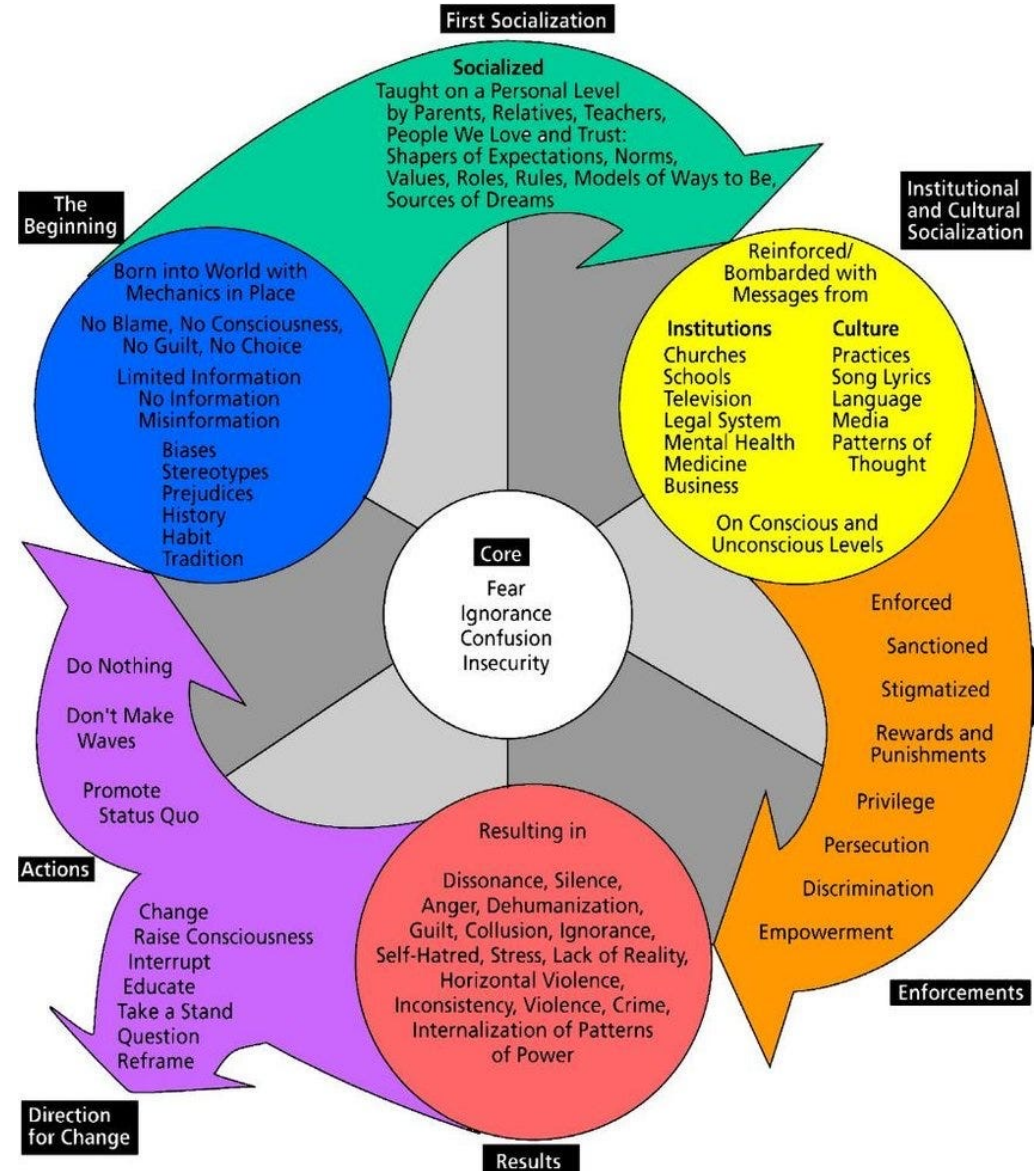 First Socialization
Socialized
Taught on a Personal Level
by Parents, Relatives, Teachers,
People We Love and Trust:
Shapers of Expectations, Norms,
Values, Roles, Rules, Models of Ways to Be,
Sources of Dreams
The
Beginning
Born into World with
Mechanics in Place
No Blame, No Consciousness,
No Guilt, No Choice
Limited Information
No Information
Misinformation
Biases
Stereotypes
Prejudices
History
Habit
Tradition
Institutional
and Cultural
Socialization
Reinforced/
Bombarded with
Messages from
Institutions
Churches
Schools
Television
Legal System
Mental Health
Medicine
Business
Culture
Practices
Song Lyrics
Language
Media
Patterns of
Thought
On Conscious and
Unconscious Levels
Core
Fear
Ignorance
Confusion
Insecurity
Enforced
Sanctioned
Stigmatized
Rewards and
Punishments
Privilege
Persecution
Discrimination
Empowerment
Enforcements
Resulting in
Dissonance, Silence,
Anger, Dehumanization,
Guilt, Collusion, Ignorance,
Self-Hatred, Stress, Lack of Reality,
Horizontal Violence,
Inconsistency, Violence, Crime,
Internalization of Patterns
of Power
Results
Do Nothing
Don't Make
Waves
Promote
Status Quo
Actions
Change
Raise Consciousness
Interrupt
Educate
Take a Stand
Question
Reframe
Direction
for Change